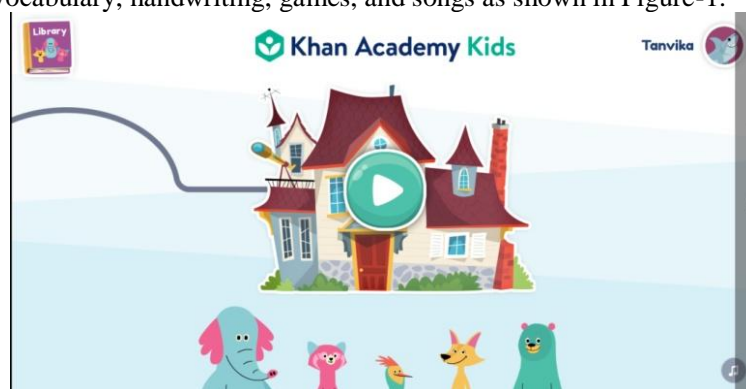 vocabulary, handwriting, games, and songs as shown in Figure-1.
Library
Khan Academy Kids
Tanvika